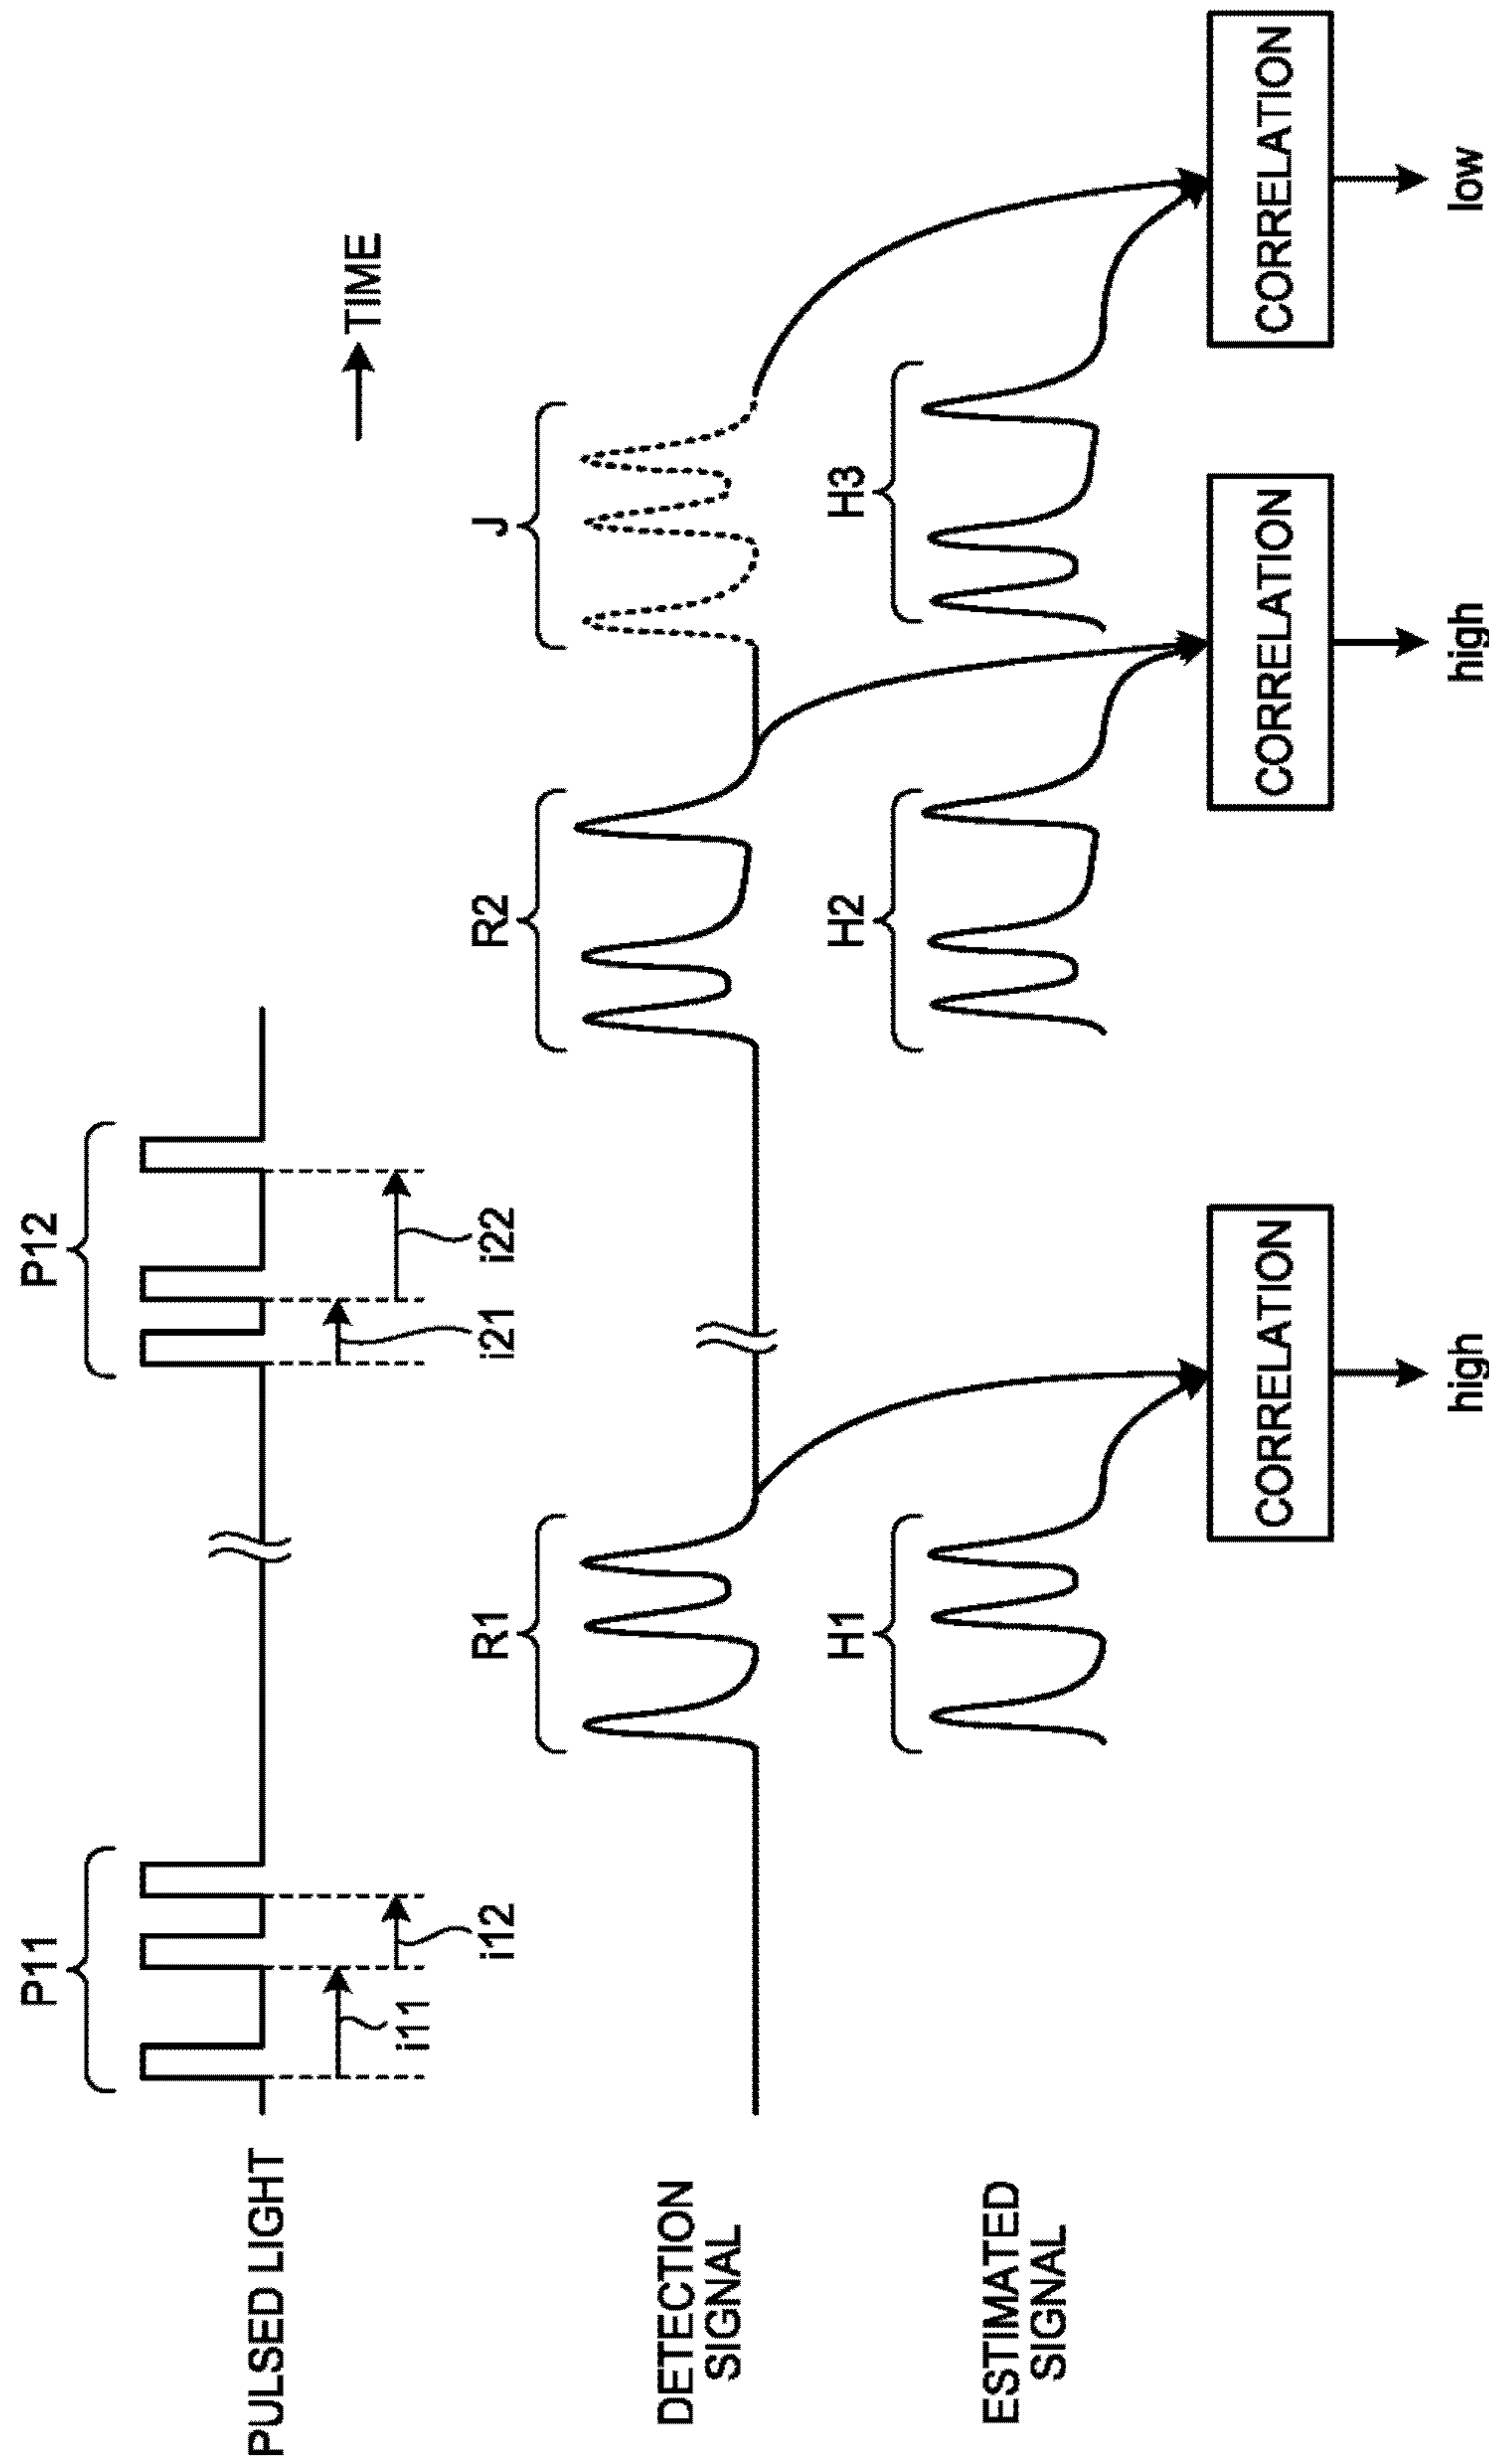 PULSED LIGHT
P11
P12
i11
i12
i21
i22
TIME
DETECTION
SIGNAL
R1
R2
J
ESTIMATED
SIGNAL
H1
H2
H3
CORRELATION
CORRELATION
CORRELATION
high
high
low